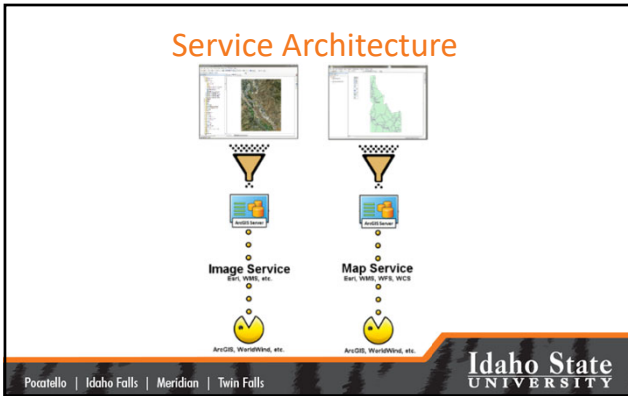 Service Architecture
ArcGIS Server
ArcGIS Server
Image Service
Esri, WMS, etc.
Map Service
Esri, WMS, WFS, WCS
ArcGIS, WorldWind, etc.
ArcGIS, WorldWind, etc.
Pocatello | Idaho Falls | Meridian | Twin Falls
Idaho State
UNIVERSITY